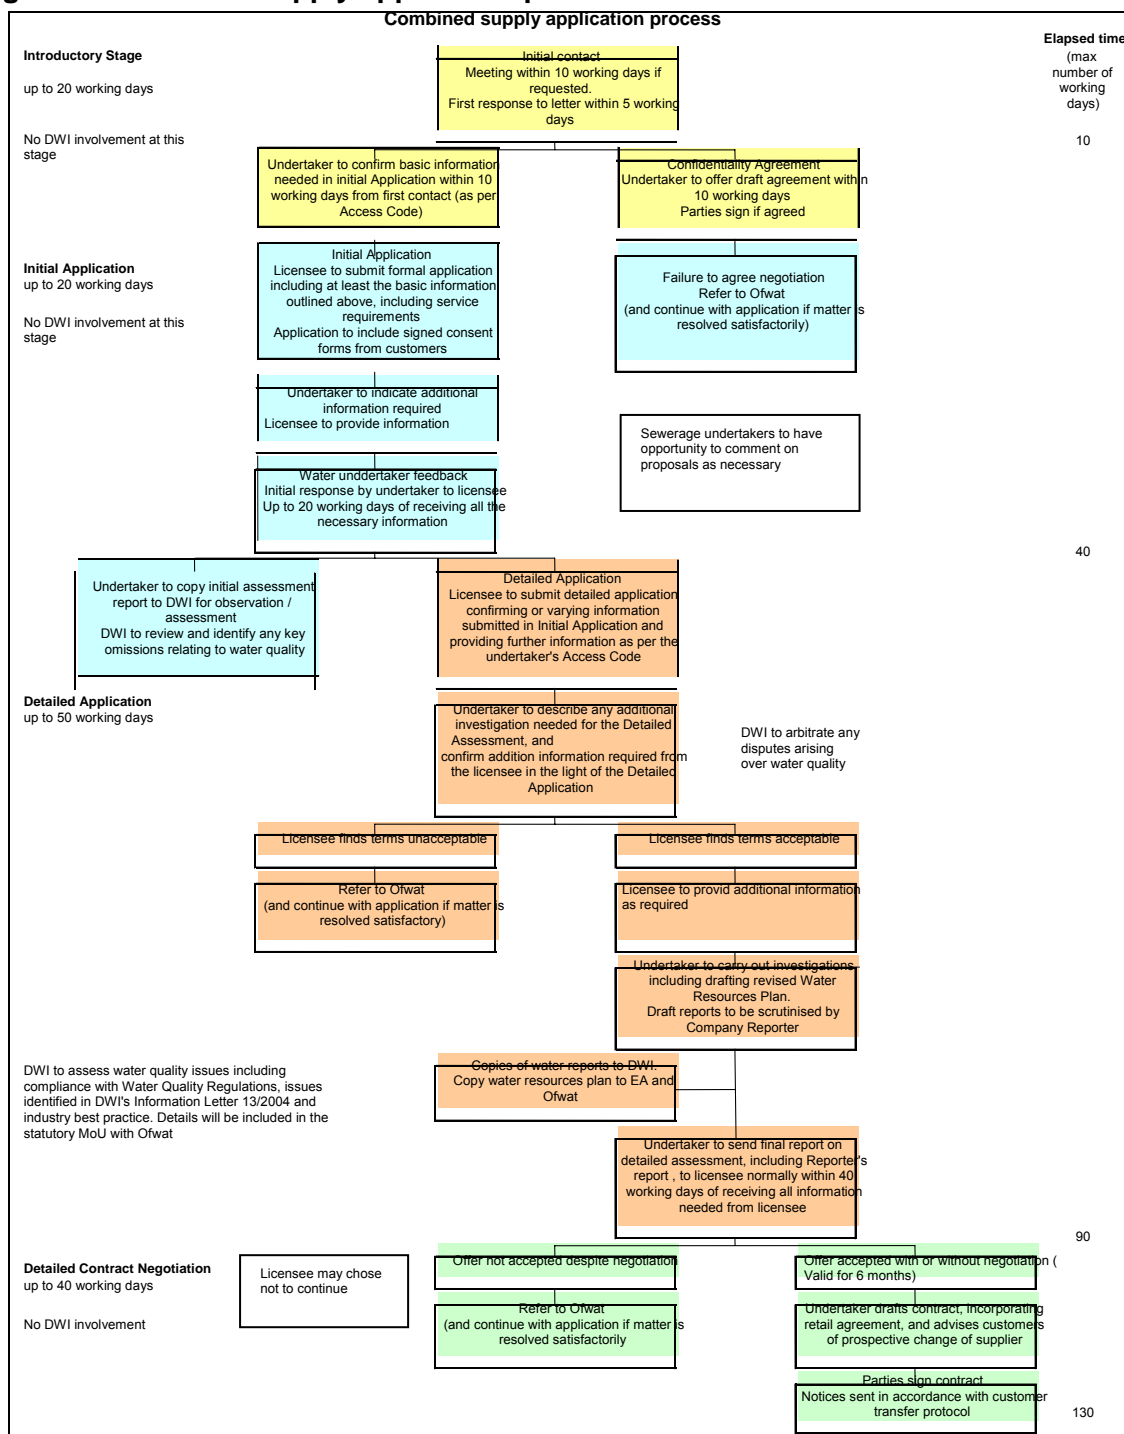 Combined supply application process
Elapsed time
(max
number of
working
days)
Introductory Stage
up to 20 working days
No DWI involvement at this
stage
Initial contact
Meeting within 10 working days if
requested.
First response to letter within 5 working
days
10
Undertaker to confirm basic information
needed in initial Application within 10
working days from first contact (as per
Access Code)
Confidentiality Agreement
Undertaker to offer draft agreement within
10 working days
Parties sign if agreed
Initial Application
up to 20 working days
No DWI involvement at this
stage
Initial Application
Licensee to submit formal application
including at least the basic information
outlined above, including service
requirements
Application to include signed consent
forms from customers
Failure to agree negotiation
Refer to Ofwat
(and continue with application if matter is
resolved satisfactorily)
Undertaker to indicate additional
information required
Licensee to provide information
Sewerage undertakers to have
opportunity to comment on
proposals as necessary
Water unddertaker feedback
Initial response by undertaker to licensee
Up to 20 working days of receiving all the
necessary information
40
Undertaker to copy initial assessment
report to DWI for observation /
assessment
DWI to review and identify any key
omissions relating to water quality
Detailed Application
Licensee to submit detailed application
confirming or varying information
submitted in Initial Application and
providing further information as per the
undertaker's Access Code
Detailed Application
up to 50 working days
Undertaker to describe any additional
investigation needed for the Detailed
Assessment, and
confirm addition information required from
the licensee in the light of the Detailed
Application
DWI to arbitrate any
disputes arising
over water quality
Licensee finds terms unacceptable
Licensee finds terms acceptable
Refer to Ofwat
(and continue with application if matter is
resolved satisfactory)
Licensee to provid additional information
as required
Undertaker to carry out investigations,
including drafting revised Water
Resources Plan.
Draft reports to be scrutinised by
Company Reporter
DWI to assess water quality issues including
compliance with Water Quality Regulations, issues
identified in DWI's Information Letter 13/2004 and
industry best practice. Details will be included in the
statutory MoU with Ofwat
Copies of water reports to DWI.
Copy water resources plan to EA and
Ofwat
Undertaker to send final report on
detailed assessment, including Reporter's
report , to licensee normally within 40
working days of receiving all information
needed from licensee
90
Detailed Contract Negotiation
up to 40 working days
No DWI involvement
Licensee may chose
not to continue
Offer not accepted despite negotiation
Offer accepted with or without negotiation (
Valid for 6 months)
Refer to Ofwat
(and continue with application if matter is
resolved satisfactorily
Undertaker drafts contract, incorporating
retail agreement, and advises customers
of prospective change of supplier
Parties sign contract
Notices sent in accordance with customer
transfer protocol
130